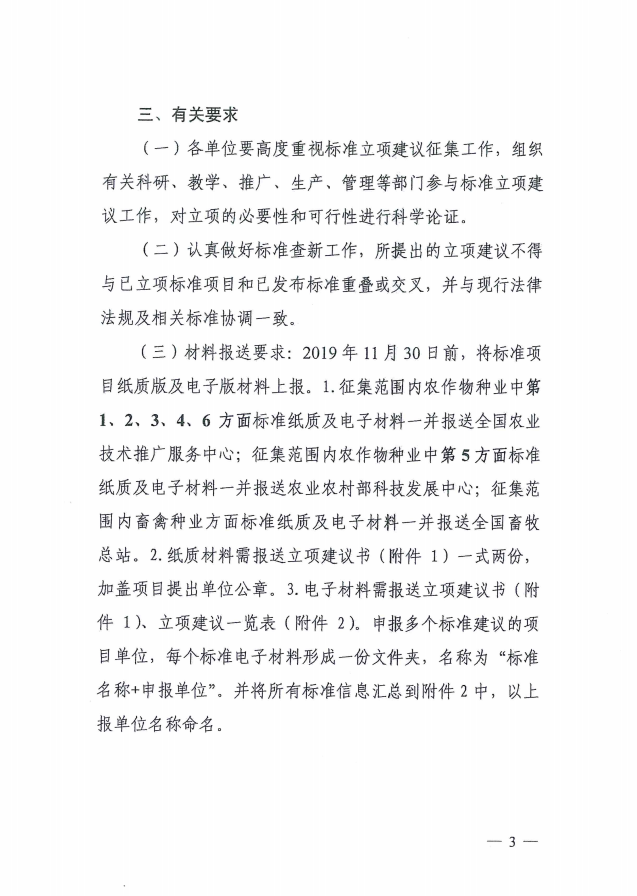 三、有关要求
（一）各单位要高度重视标准立项建议征集工作，组织
有关科研、教学、推广、生产、管理等部门参与标准立项建
议工作，对立项的必要性和可行性进行科学论证。
（二）认真做好标准查新工作，所提出的立项建议不得
与已立项标准项目和已发布标准重叠或交叉，并与现行法律
法规及相关标准协调一致。
（三）材料报送要求：2019 年 11 月 30 日前，将标准项
目纸质版及电子版材料上报。1.征集范围内农作物种业中第
1、2、3、4、6 方面标准纸质及电子材料一并报送全国农业
技术推广服务中心；征集范围内农作物种业中第 5 方面标准
纸质及电子材料一并报送农业农村部科技发展中心；征集范
围内畜禽种业方面标准纸质及电子材料一并报送全国畜牧
总站。2.纸质材料需报送立项建议书（附件 1）一式两份，
加盖项目提出单位公章。3.电子材料需报送立项建议书（附
件 1）、立项建议一览表（附件 2）。申报多个标准建议的项
目单位，每个标准电子材料形成一份文件夹，名称为“标准
名称+申报单位”。并将所有标准信息汇总到附件 2 中，以上
报单位名称命名。
— 3 —